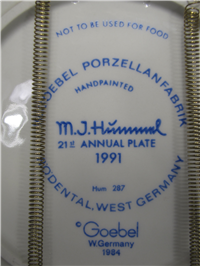 NOT TO BE USED FOR FOOD
OEBEL PORZELLANFABRIK
HANDPAINTED
M.J. Hummel
21st ANNUAL PLATE
1991
Hum 287
RODENTAL, WEST GERMANY
© Goebel
W. Germany
1984